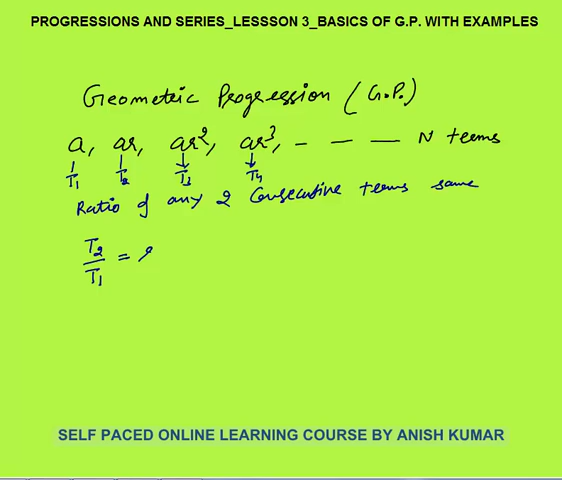 PROGRESSIONS AND SERIES_LESSSON 3_BASICS OF G.P. WITH EXAMPLES
Geometric Progression (G.P.)
a, ar, ar², ar³, - — — — N terms
T₁ T₂ T₃ T₄
Ratio of any 2 Consecutive terms same
T₂/T₁ = r
SELF PACED ONLINE LEARNING COURSE BY ANISH KUMAR